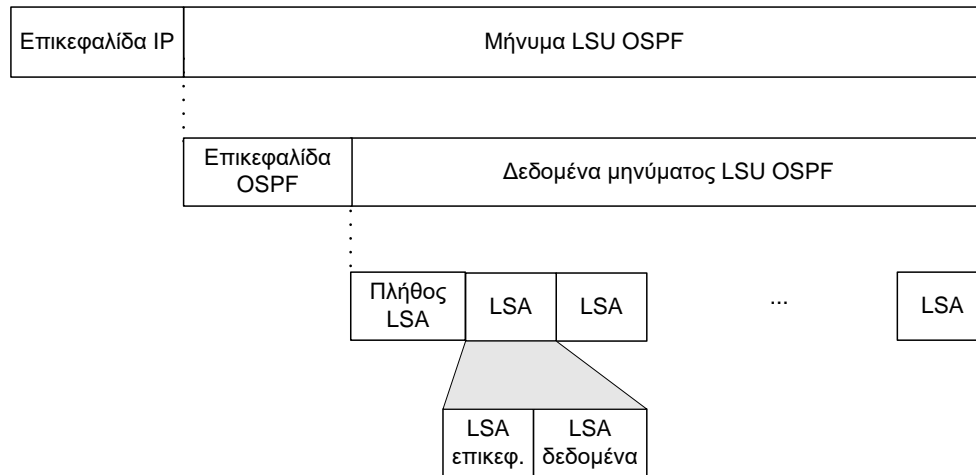 Επικεφαλίδα IP
Μήνυμα LSU OSPF
Επικεφαλίδα
OSPF
Δεδομένα μηνύματος LSU OSPF
Πλήθος
LSA
LSA
LSA
...
LSA
LSA
επικεφ.
LSA
δεδομένα